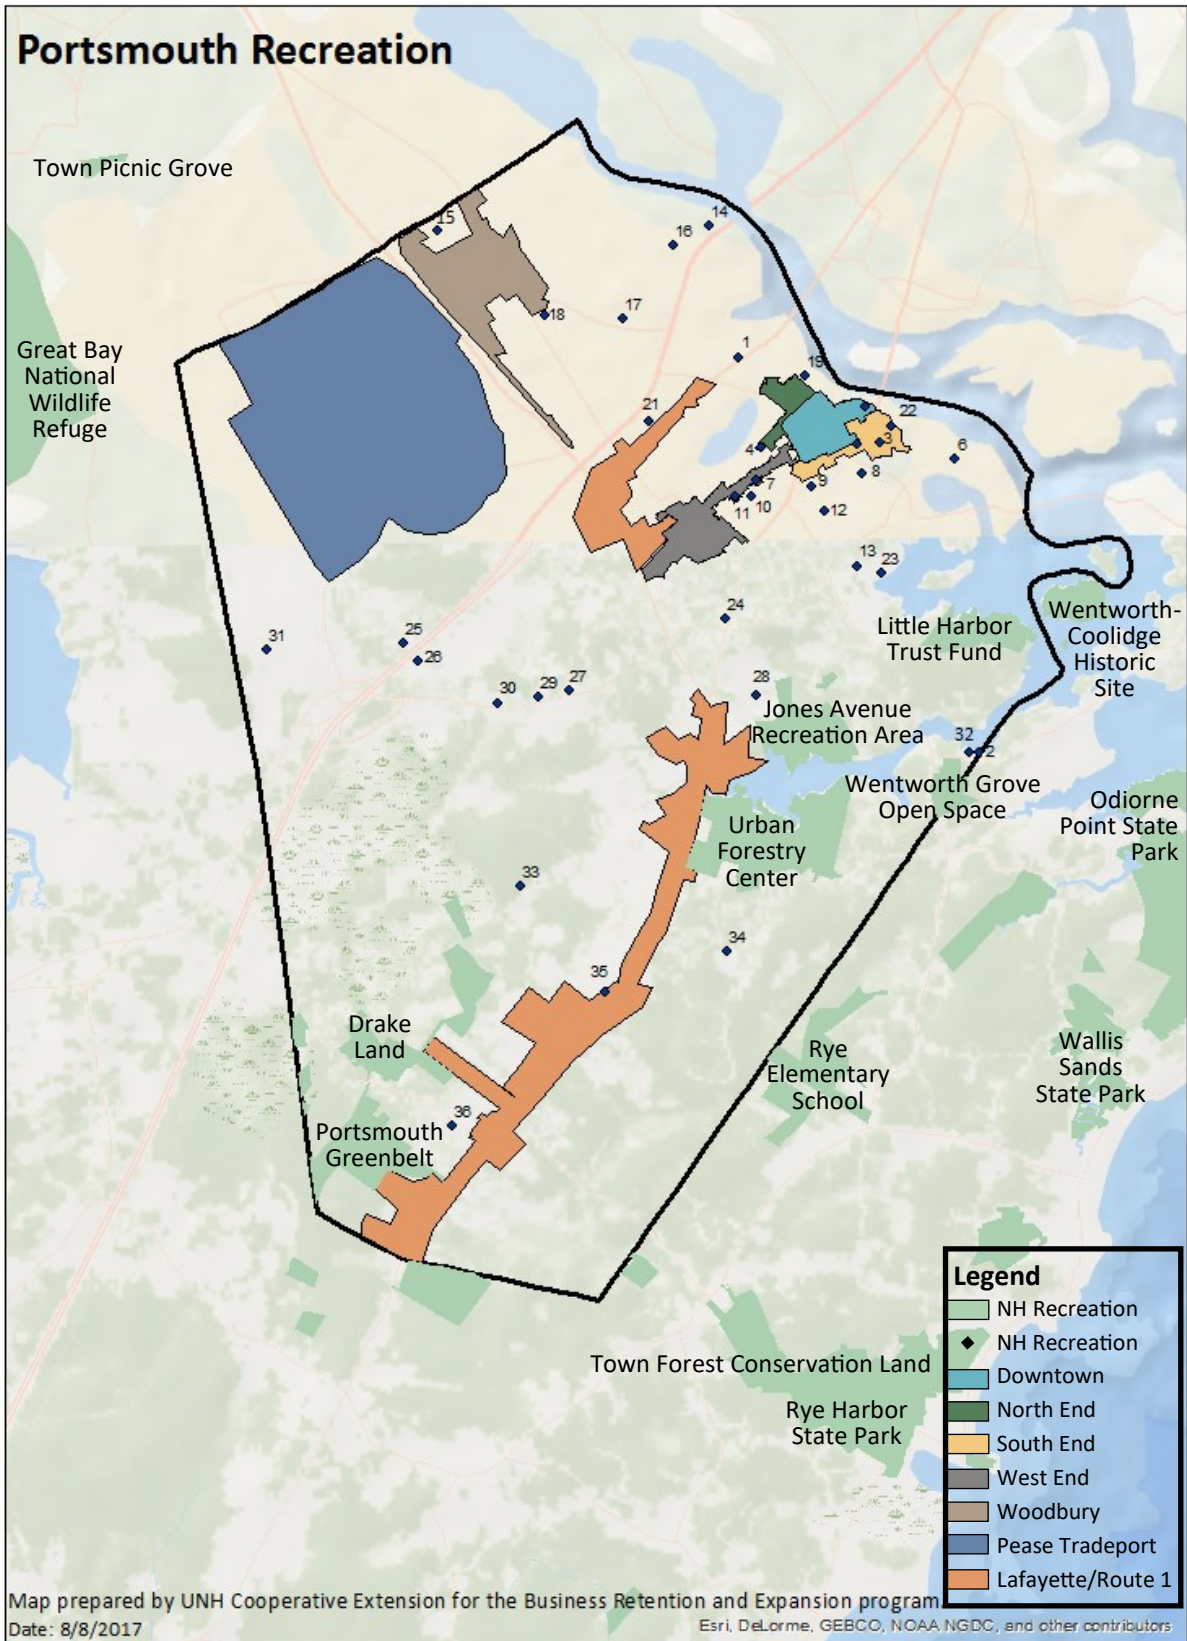 Portsmouth Recreation
Town Picnic Grove
15
14
16
17
18
Great Bay
National
Wildlife
Refuge
1
19
21
22
4
3
6
7
8
9
10
11
12
13
23
24
Little Harbor
Trust Fund
Wentworth-
Coolidge
Historic
Site
31
25
26
30
29
27
28
Jones Avenue
Recreation Area
32
2
Wentworth Grove
Open Space
Odiorne
Point State
Park
Urban
Forestry
Center
33
34
35
Drake
Land
Rye
Elementary
School
Wallis
Sands
State Park
36
Portsmouth
Greenbelt
Town Forest Conservation Land
Rye Harbor
State Park
Legend
NH Recreation
NH Recreation
Downtown
North End
South End
West End
Woodbury
Pease Tradeport
Lafayette/Route 1
Map prepared by UNH Cooperative Extension for the Business Retention and Expansion program.
Date: 8/8/2017
Esri, DeLorme, GEBCO, NOAA NGDC, and other contributors